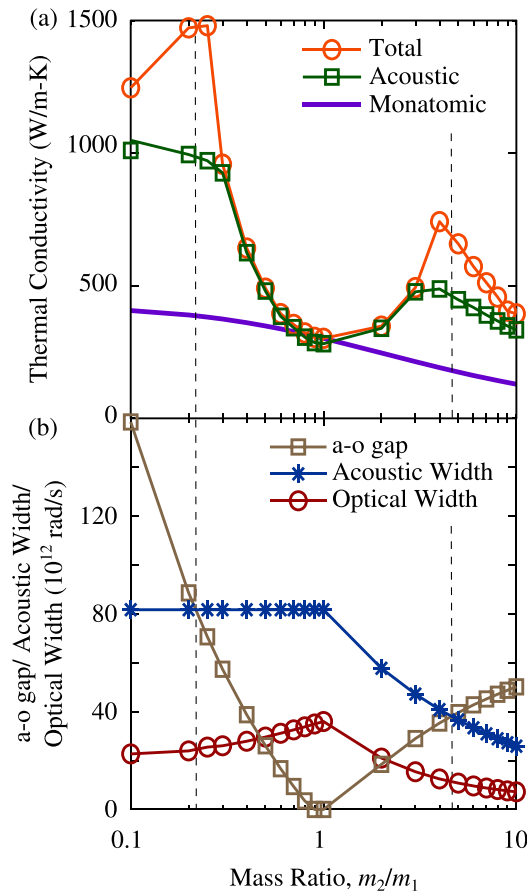 (a)
1500
1000
500
0
Thermal Conductivity (W/m-K)
Total
Acoustic
Monatomic
(b)
120
80
40
0
a-o gap/ Acoustic Width/
Optical Width (10¹² rad/s)
a-o gap
Acoustic Width
Optical Width
0.1
1
10
Mass Ratio, m₂/m₁